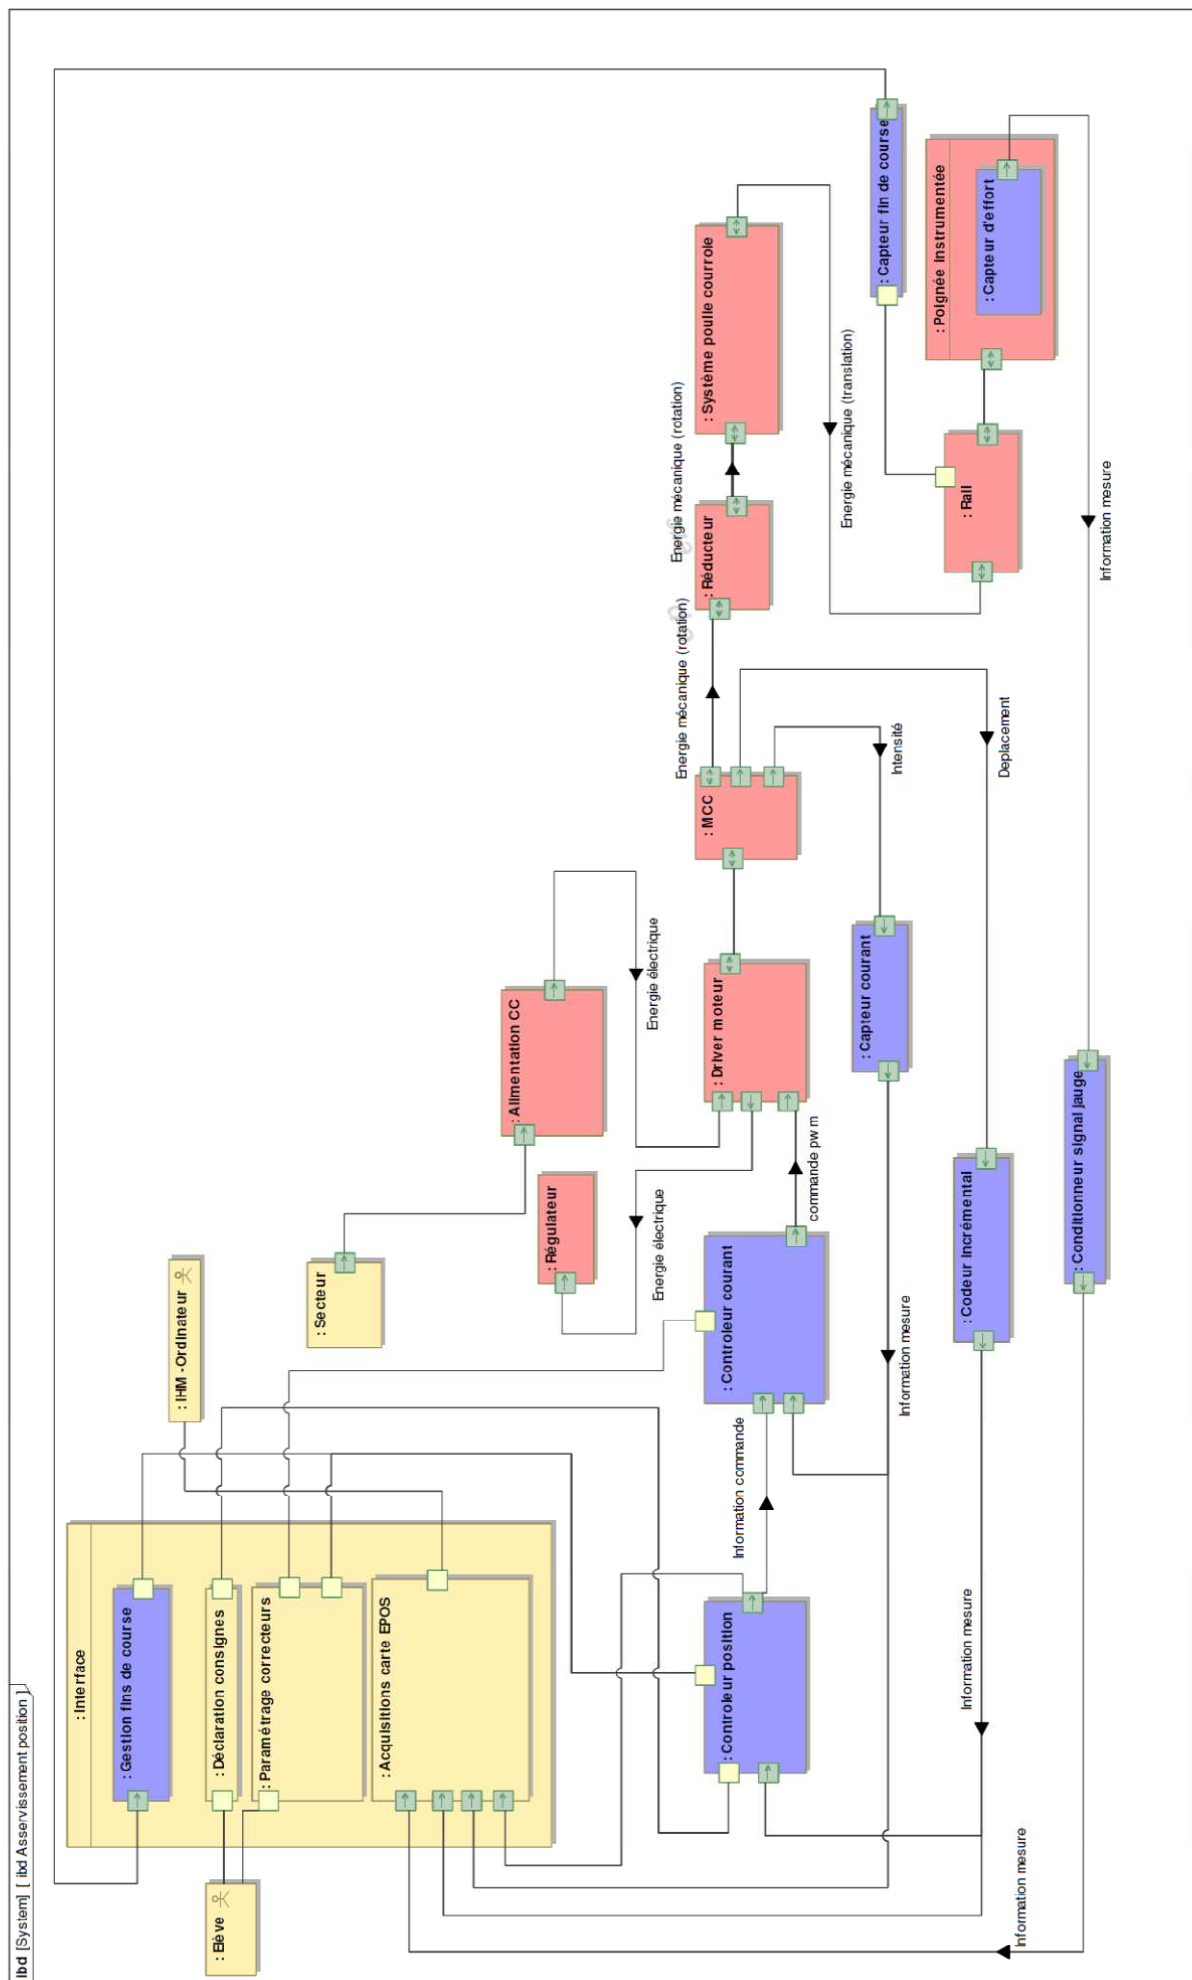 ibd [System] [ ibd Asservissement position ]
: Interface
: Gestion fins de course
: IHM -Ordinateur
: Elève
: Déclaration consignes
: Paramétrage correcteurs
: Secteur
: Acquisitions carte EPOS
: Alimentation CC
: Régulateur
Energie électrique
Energie électrique
Energie mécanique (rotation)
Energie mécanique (rotation)
: Controleur position
Information commande
: Controleur courant
commande pwm
: Driver moteur
: MCC
: Réducteur
: Système poulie courroie
Energie mécanique (translation)
: Capteur courant
Intensité
: Capteur fin de course
Information mesure
: Poignée instrumentée
: Rail
: Capteur d'effort
Information mesure
: Codeur incrémental
Deplacement
Information mesure
: Conditionneur signal jauge
Information mesure